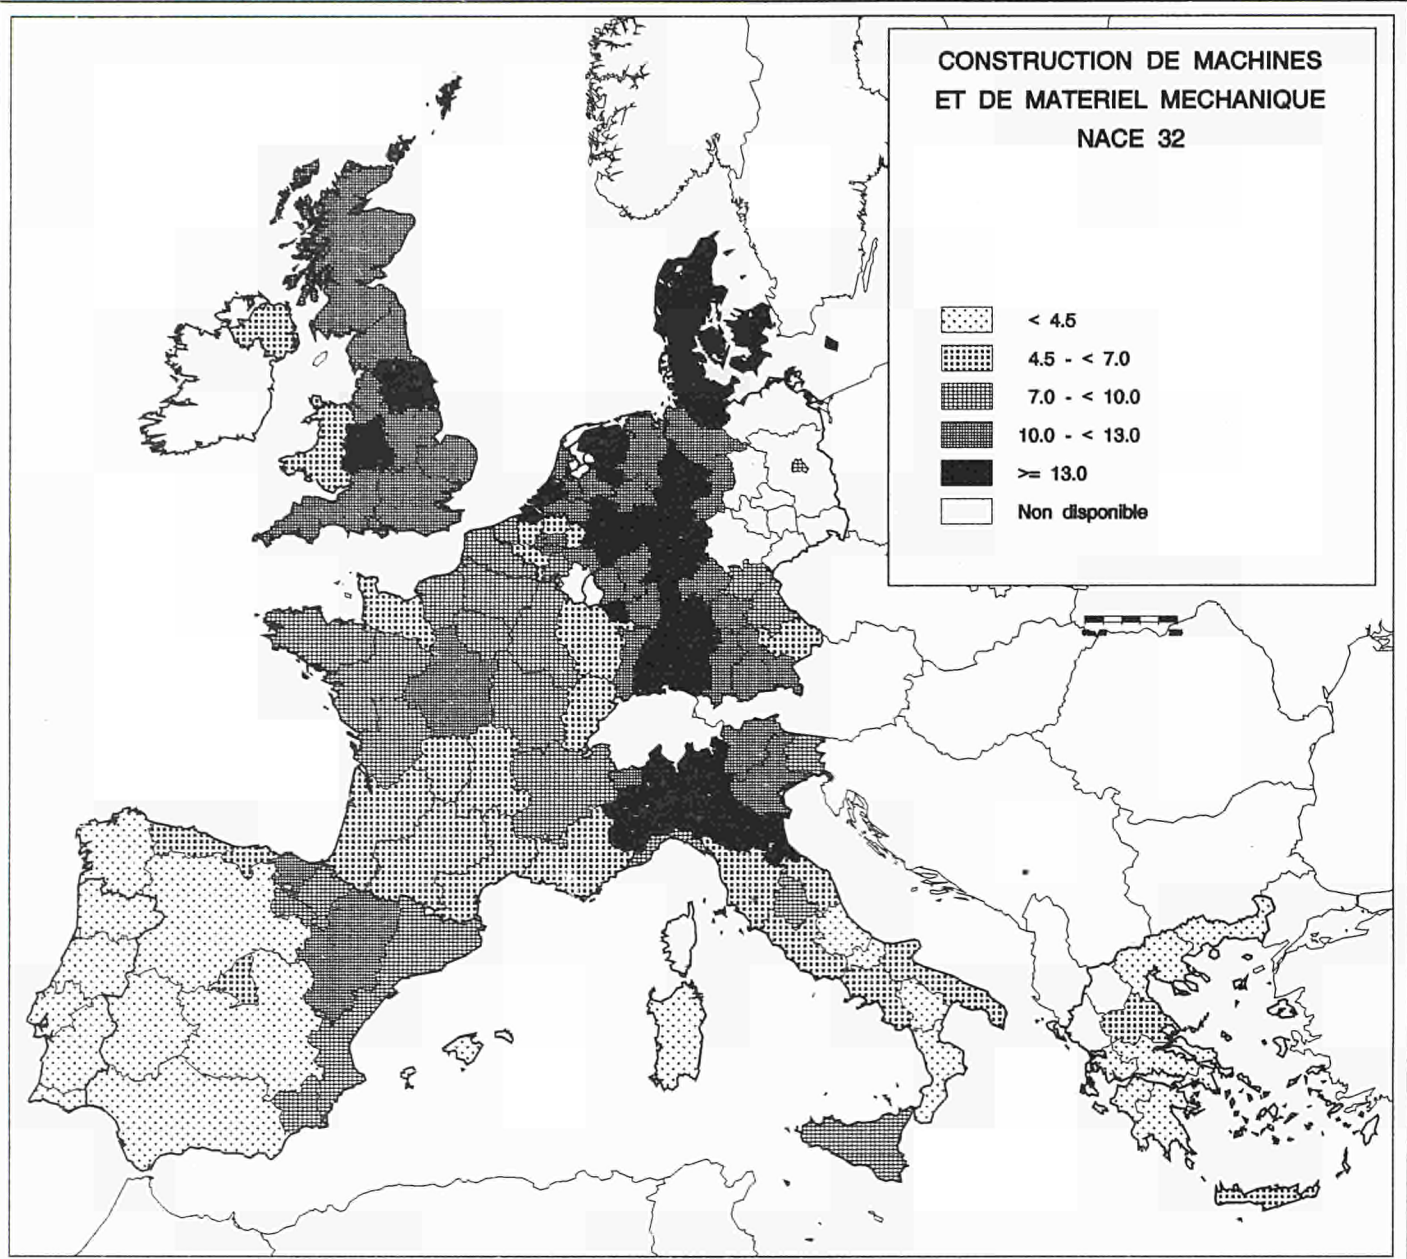 CONSTRUCTION DE MACHINES
ET DE MATERIEL MECHANIQUE
NACE 32
< 4.5
4.5 - < 7.0
7.0 - < 10.0
10.0 - < 13.0
>= 13.0
Non disponible